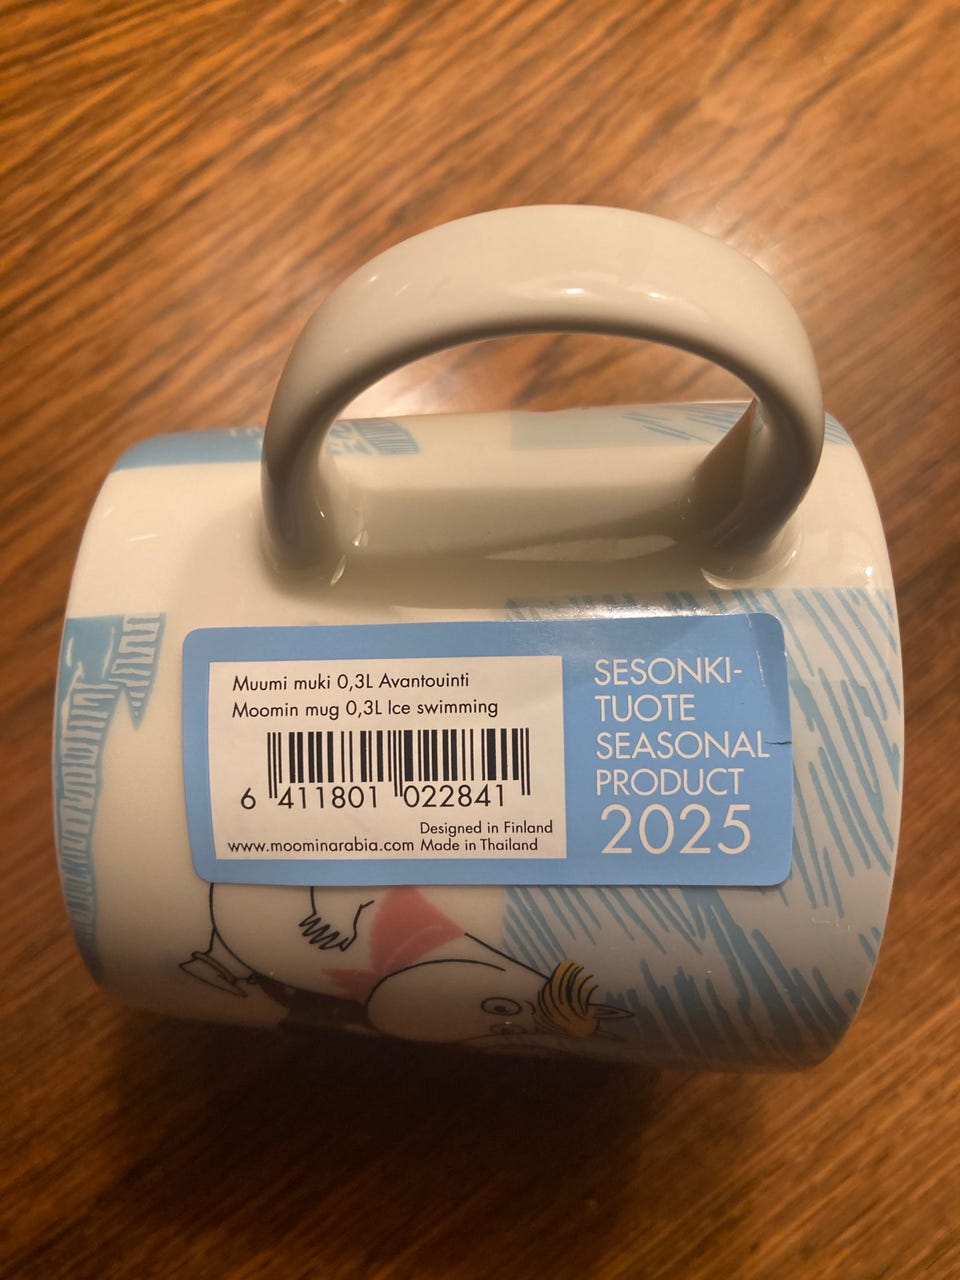 Muumi muki 0,3L Avantouinti
Moomin mug 0,3L Ice swimming
6 411801 022841
Designed in Finland
www.moominarabia.com Made in Thailand
SESONKI-
TUOTE
SEASONAL
PRODUCT
2025